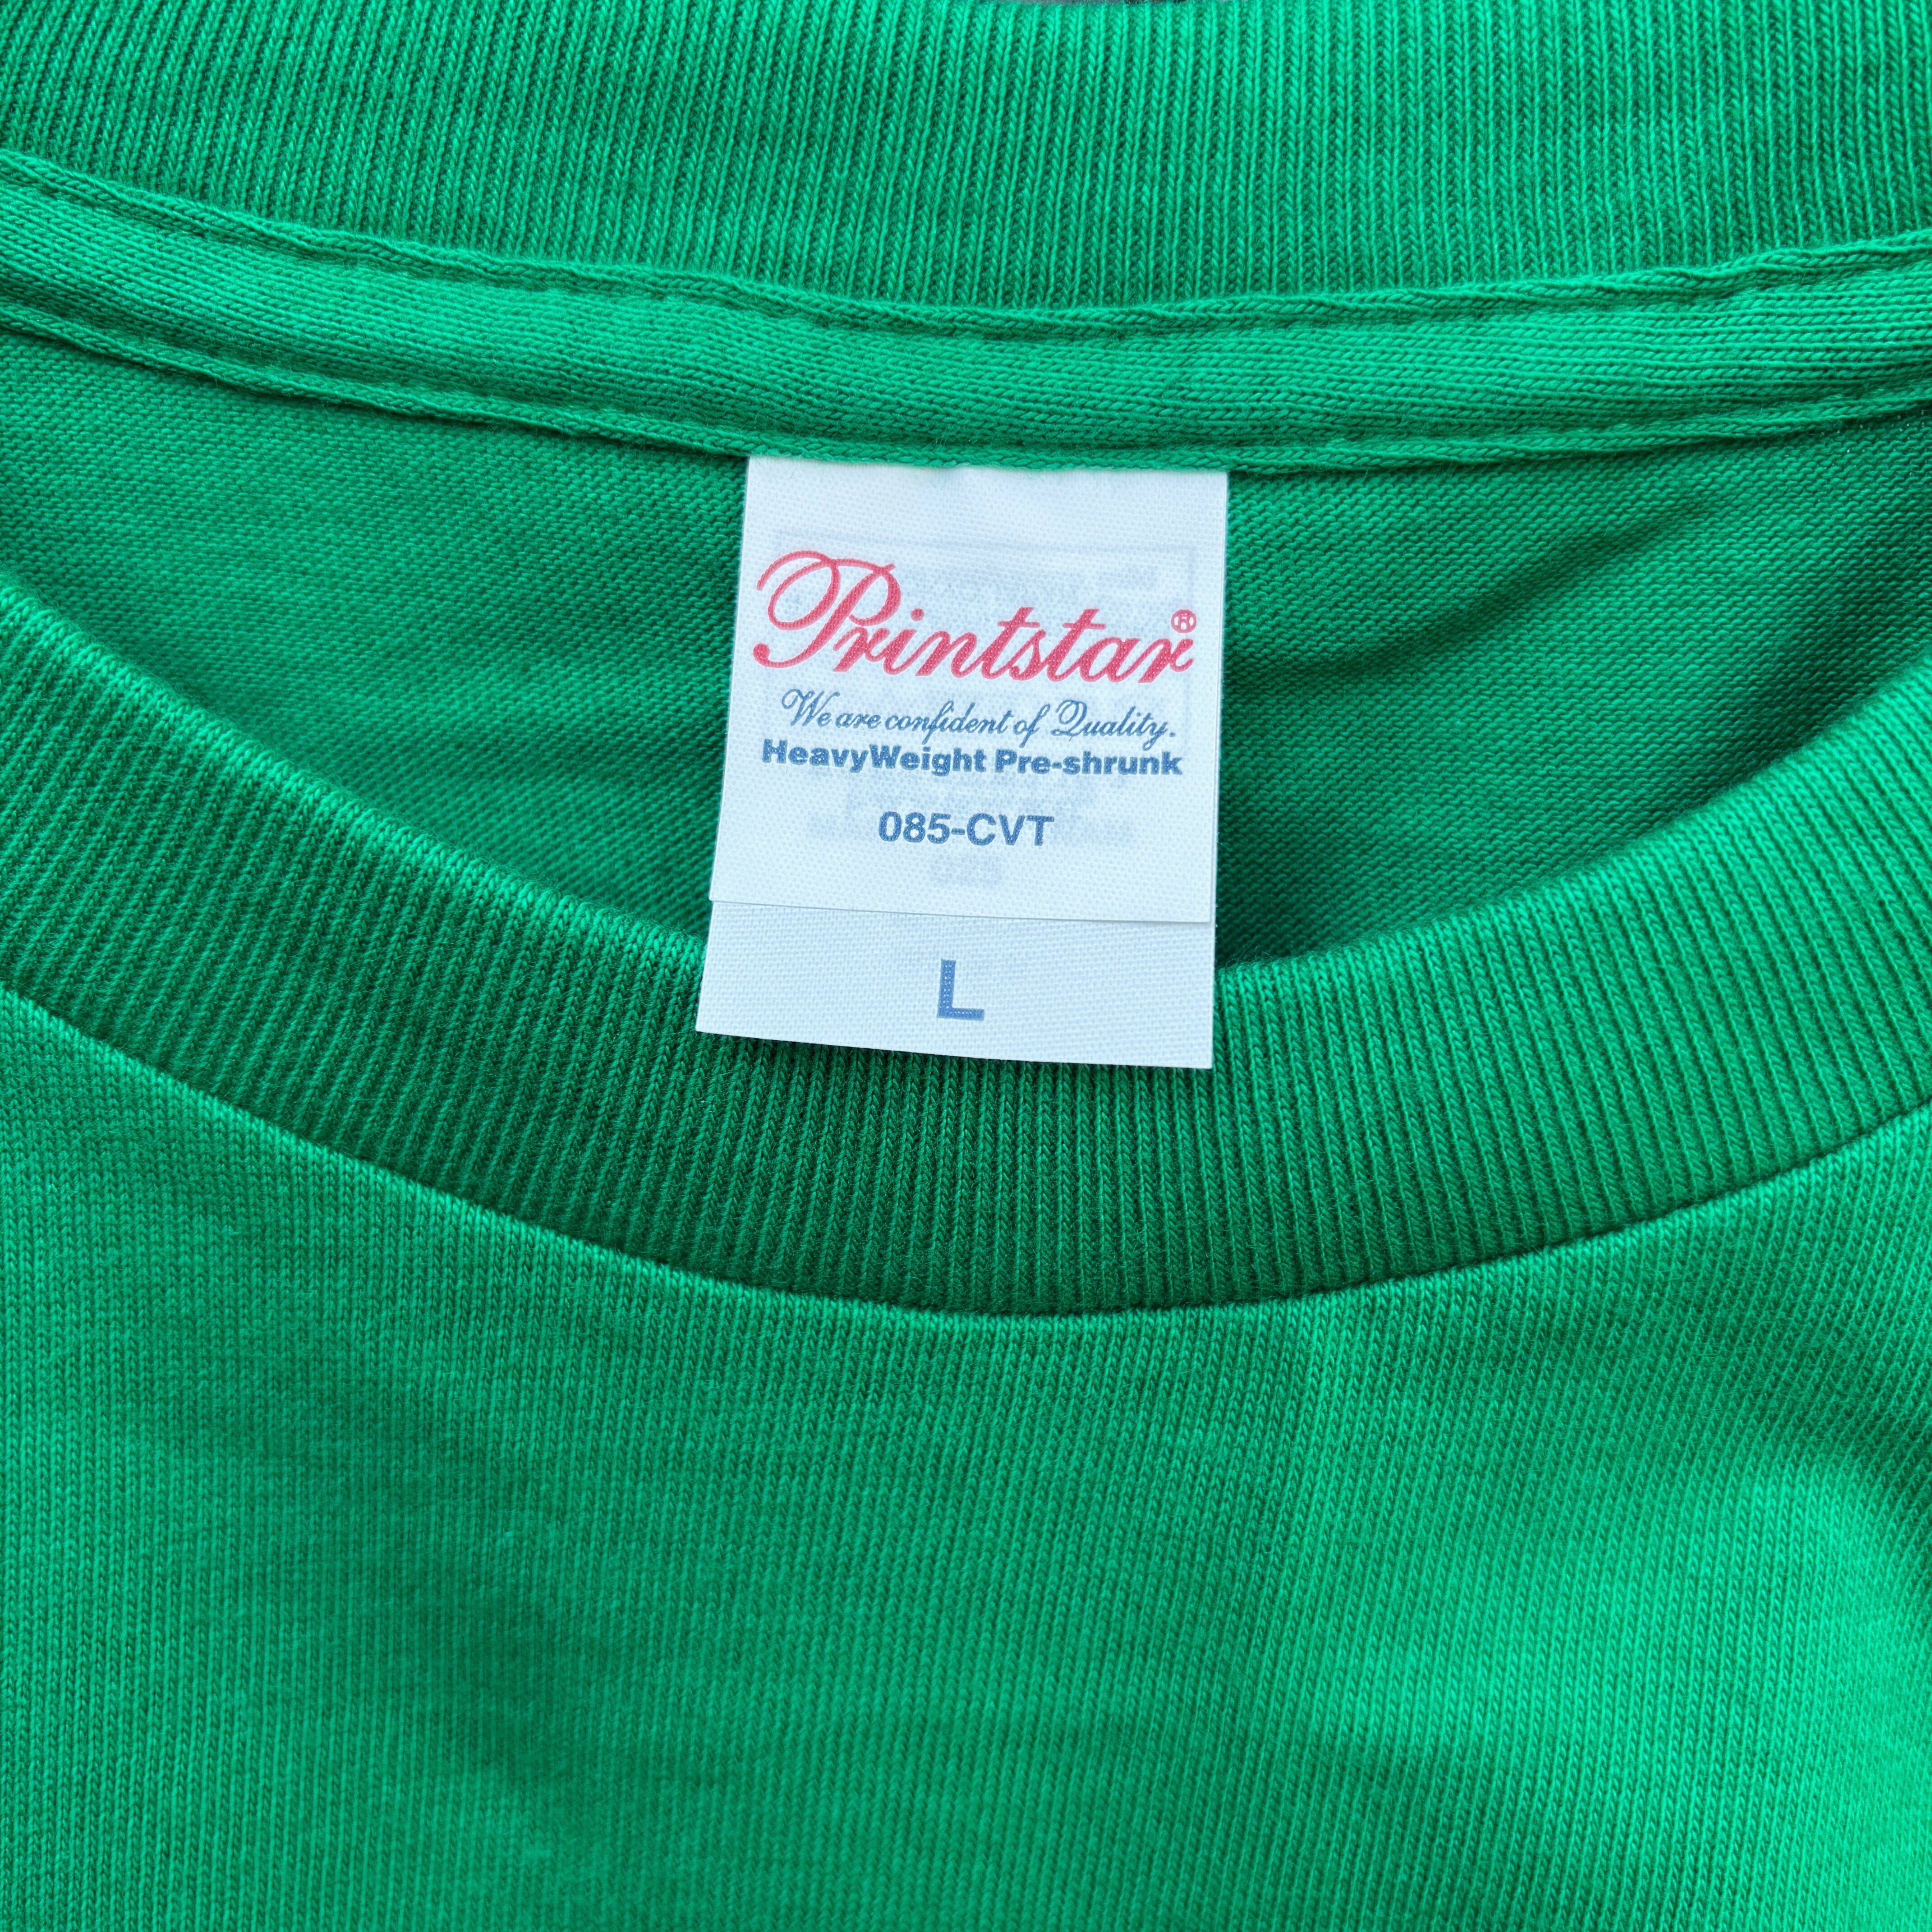 Printstar®
We are confident of Quality.
HeavyWeight Pre-shrunk
085-CVT
L